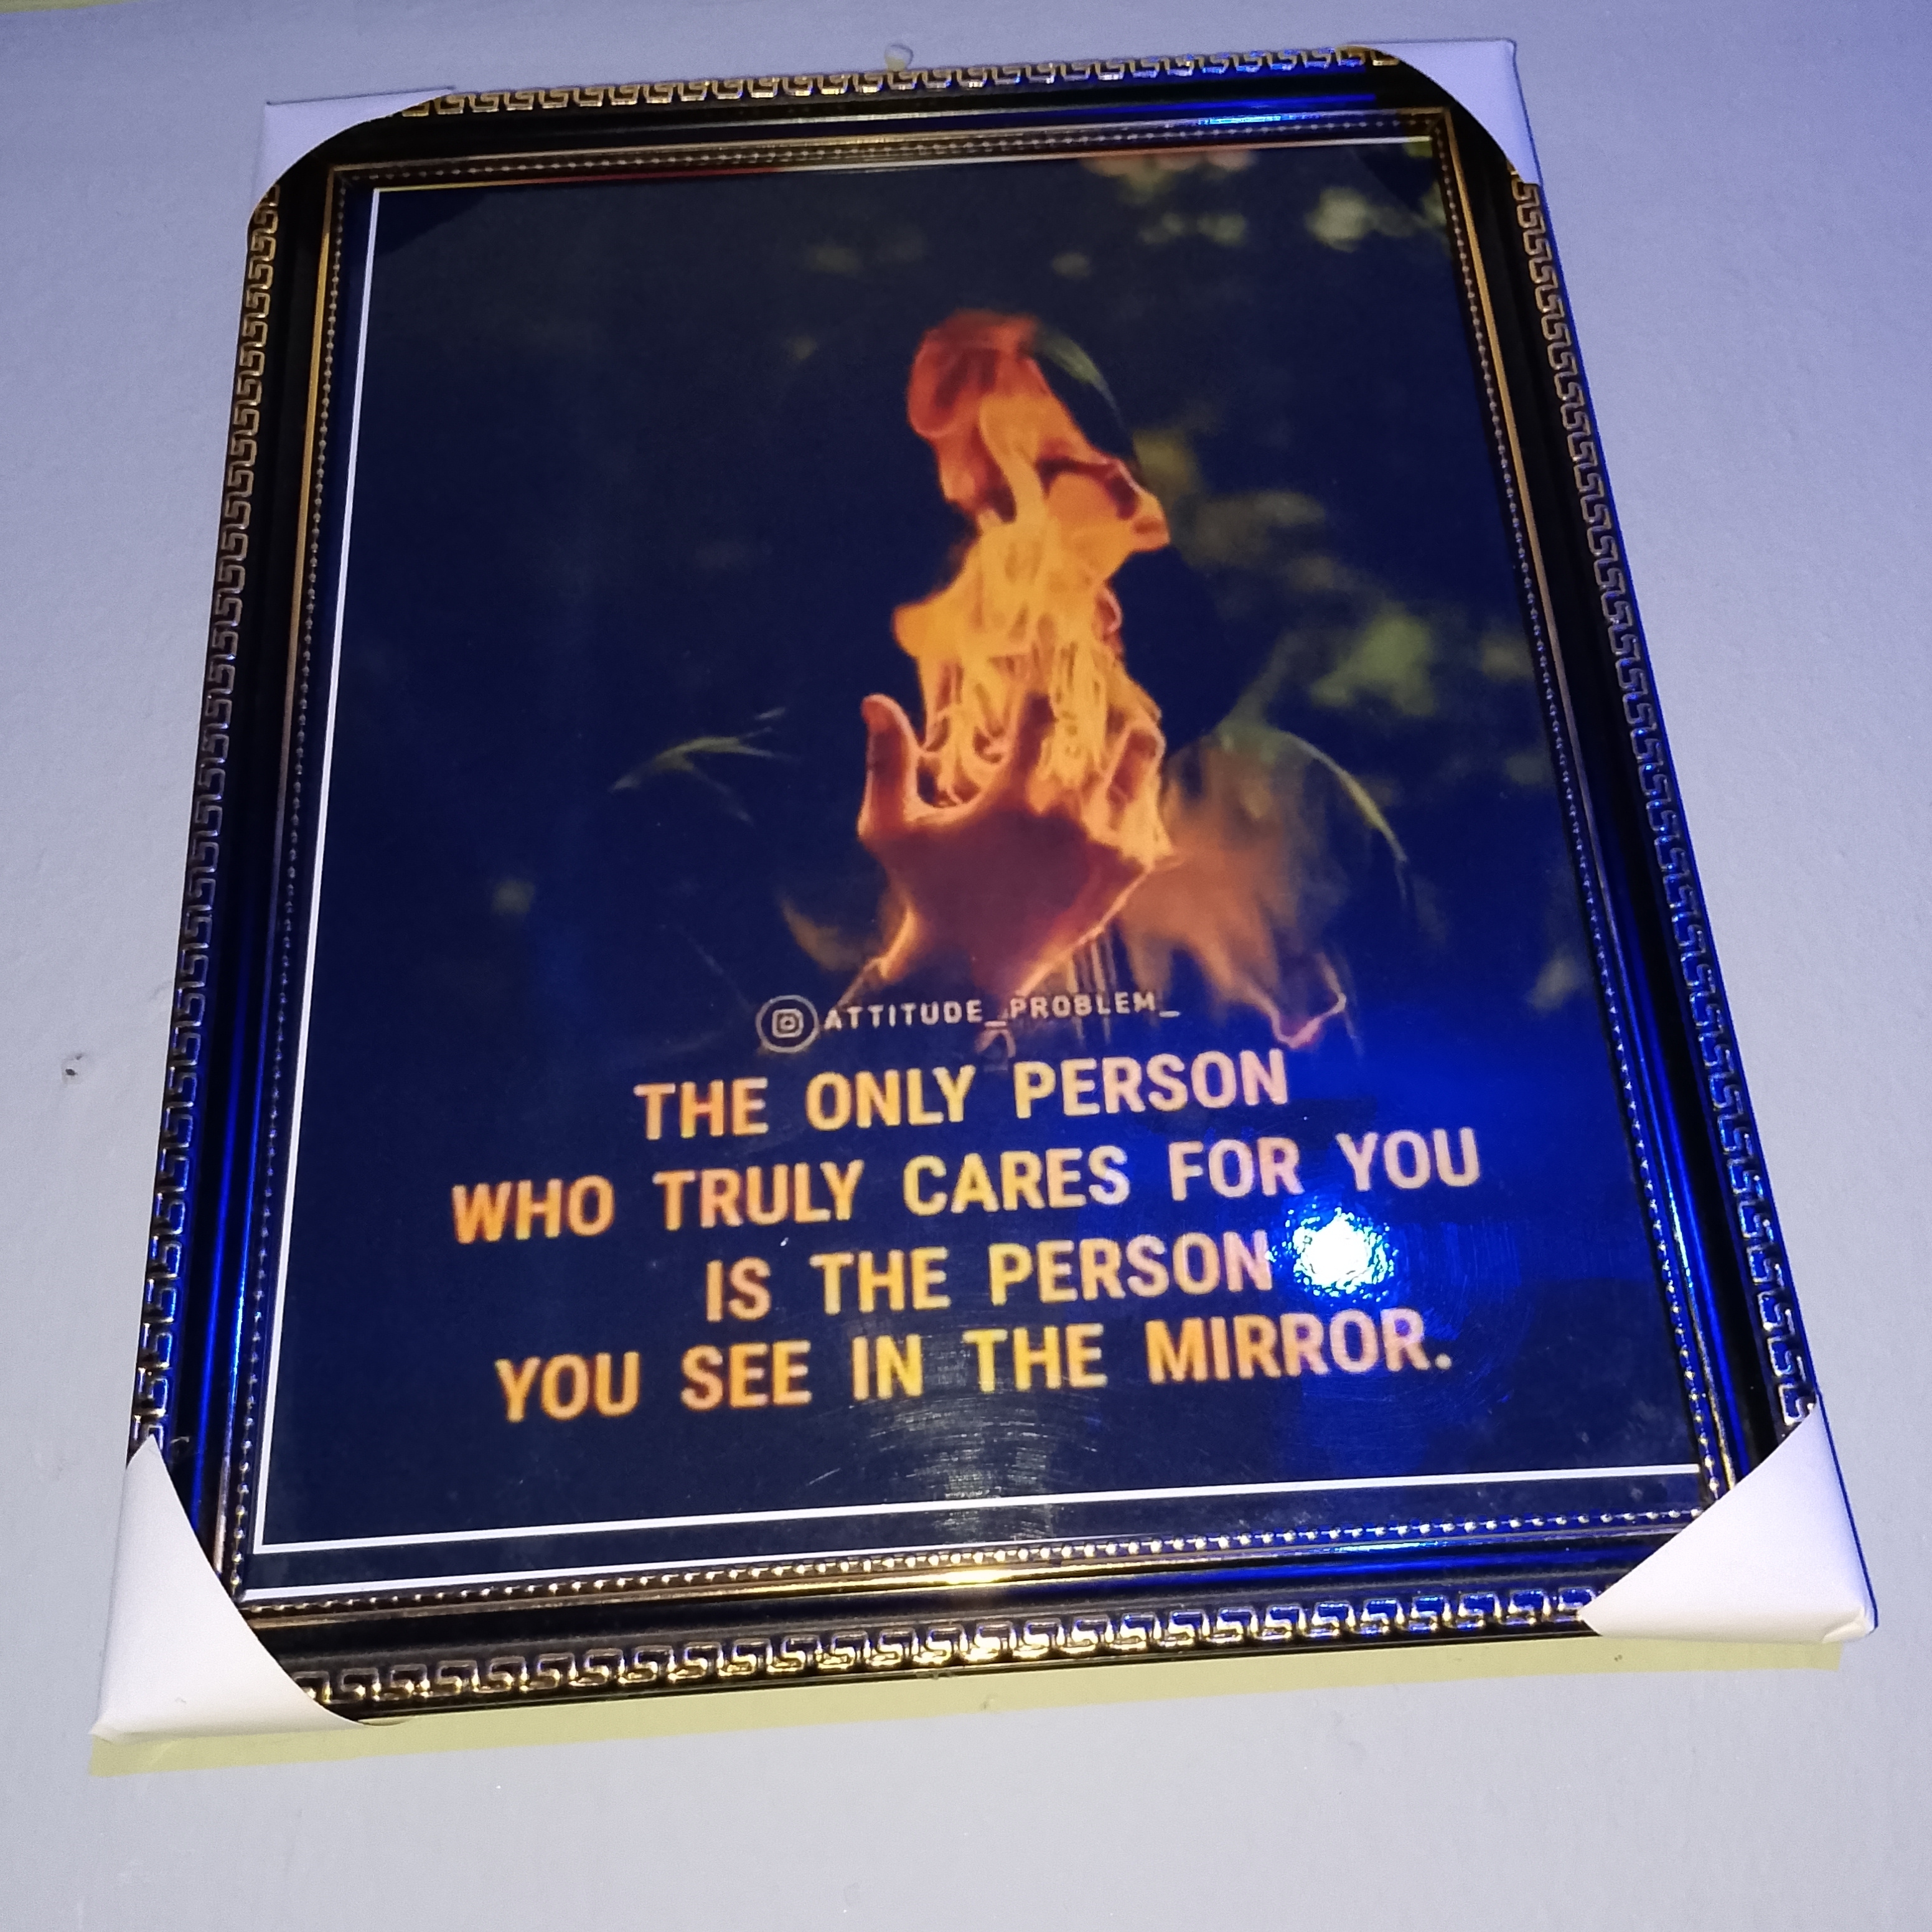 ATTITUDE_PROBLEM_
THE ONLY PERSON
WHO TRULY CARES FOR YOU
IS THE PERSON
YOU SEE IN THE MIRROR.